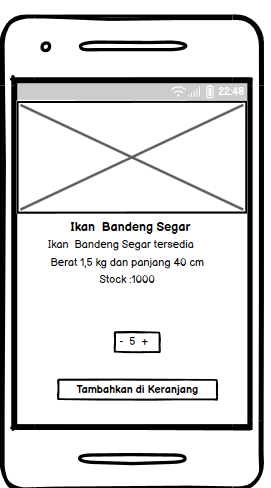 22:48
Ikan Bandeng Segar
Ikan Bandeng Segar tersedia
Berat 1,5 kg dan panjang 40 cm
Stock :1000
- 5 +
Tambahkan di Keranjang